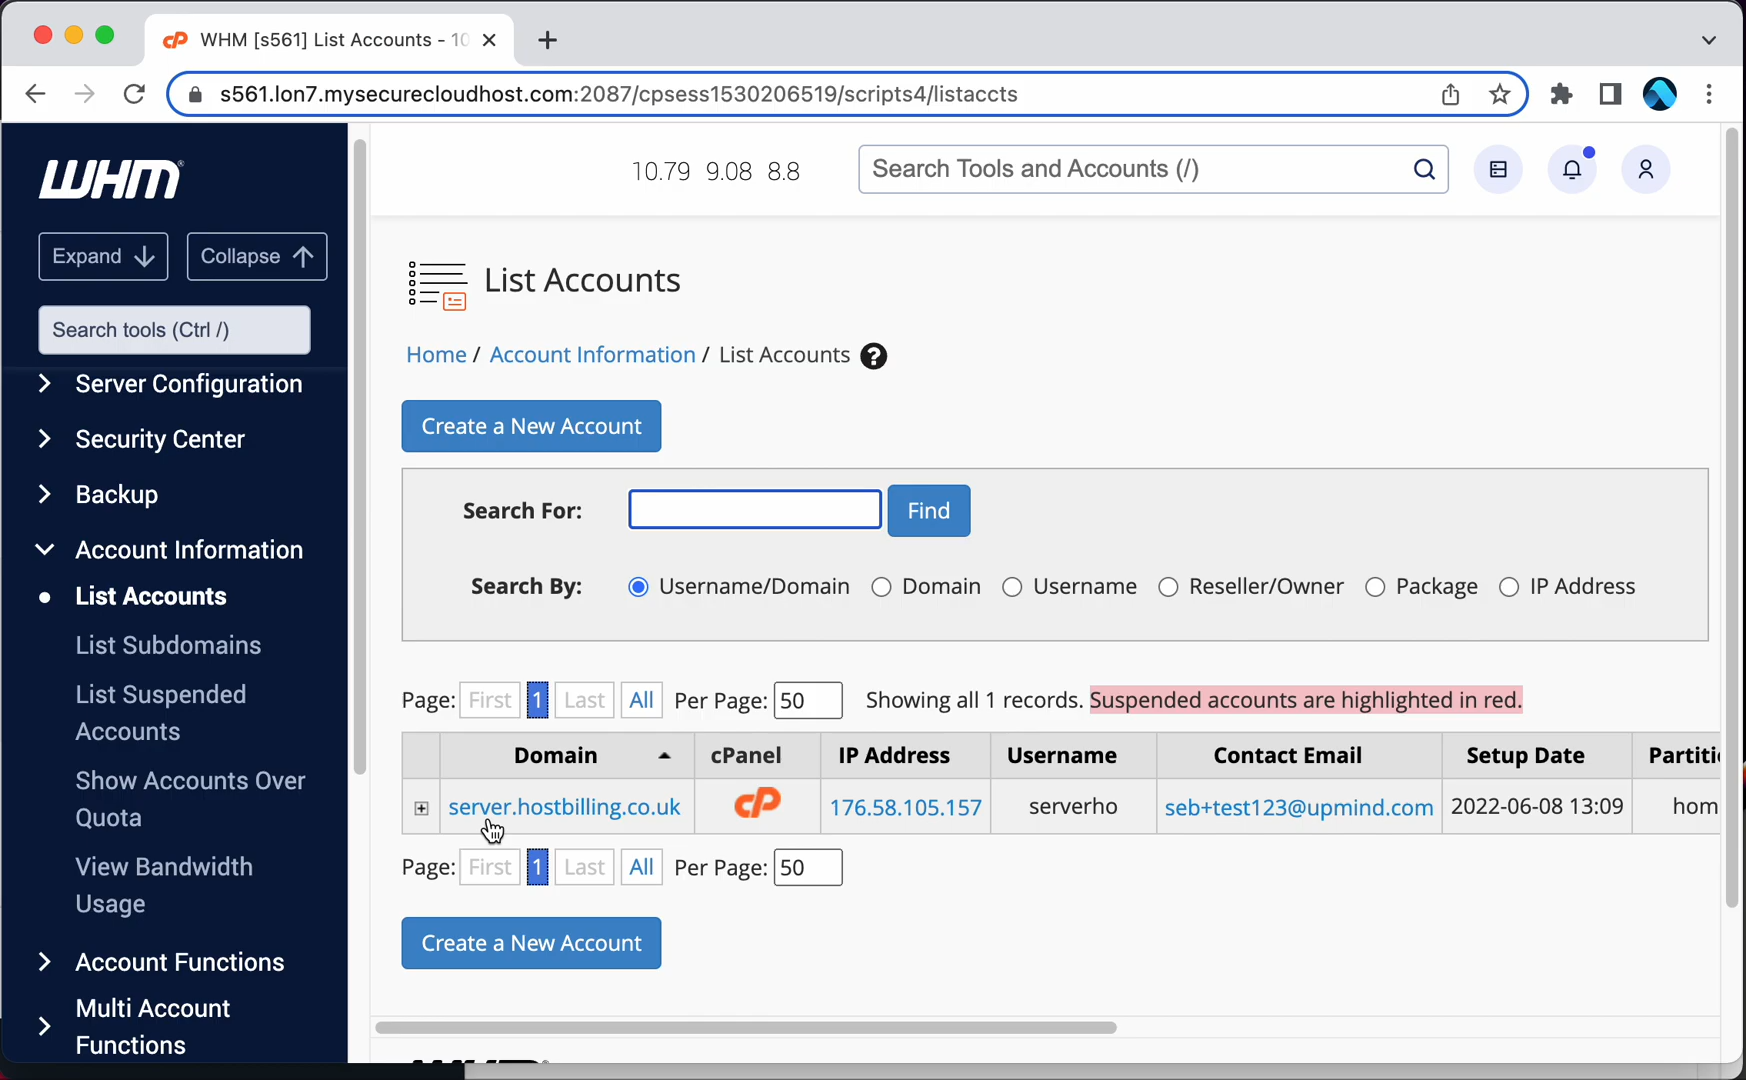 WHM [s561] List Accounts - 10
s561.lon7.mysecurecloudhost.com:2087/cpsess1530206519/scripts4/listaccts
WHM
10.79 9.08 8.8
Search Tools and Accounts (/)
Expand
Collapse
Search tools (Ctrl /)
Server Configuration
Security Center
Backup
Account Information
List Accounts
List Subdomains
List Suspended
Accounts
Show Accounts Over
Quota
View Bandwidth
Usage
Account Functions
Multi Account
Functions
List Accounts
Home / Account Information / List Accounts ?
Create a New Account
Search For: Find
Search By: Username/Domain Domain Username Reseller/Owner Package IP Address
Page: First 1 Last All Per Page: 50 Showing all 1 records. Suspended accounts are highlighted in red.
Domain cPanel IP Address Username Contact Email Setup Date Partiti
server.hostbilling.co.uk cP 176.58.105.157 serverho seb+test123@upmind.com 2022-06-08 13:09 hom
Page: First 1 Last All Per Page: 50
Create a New Account